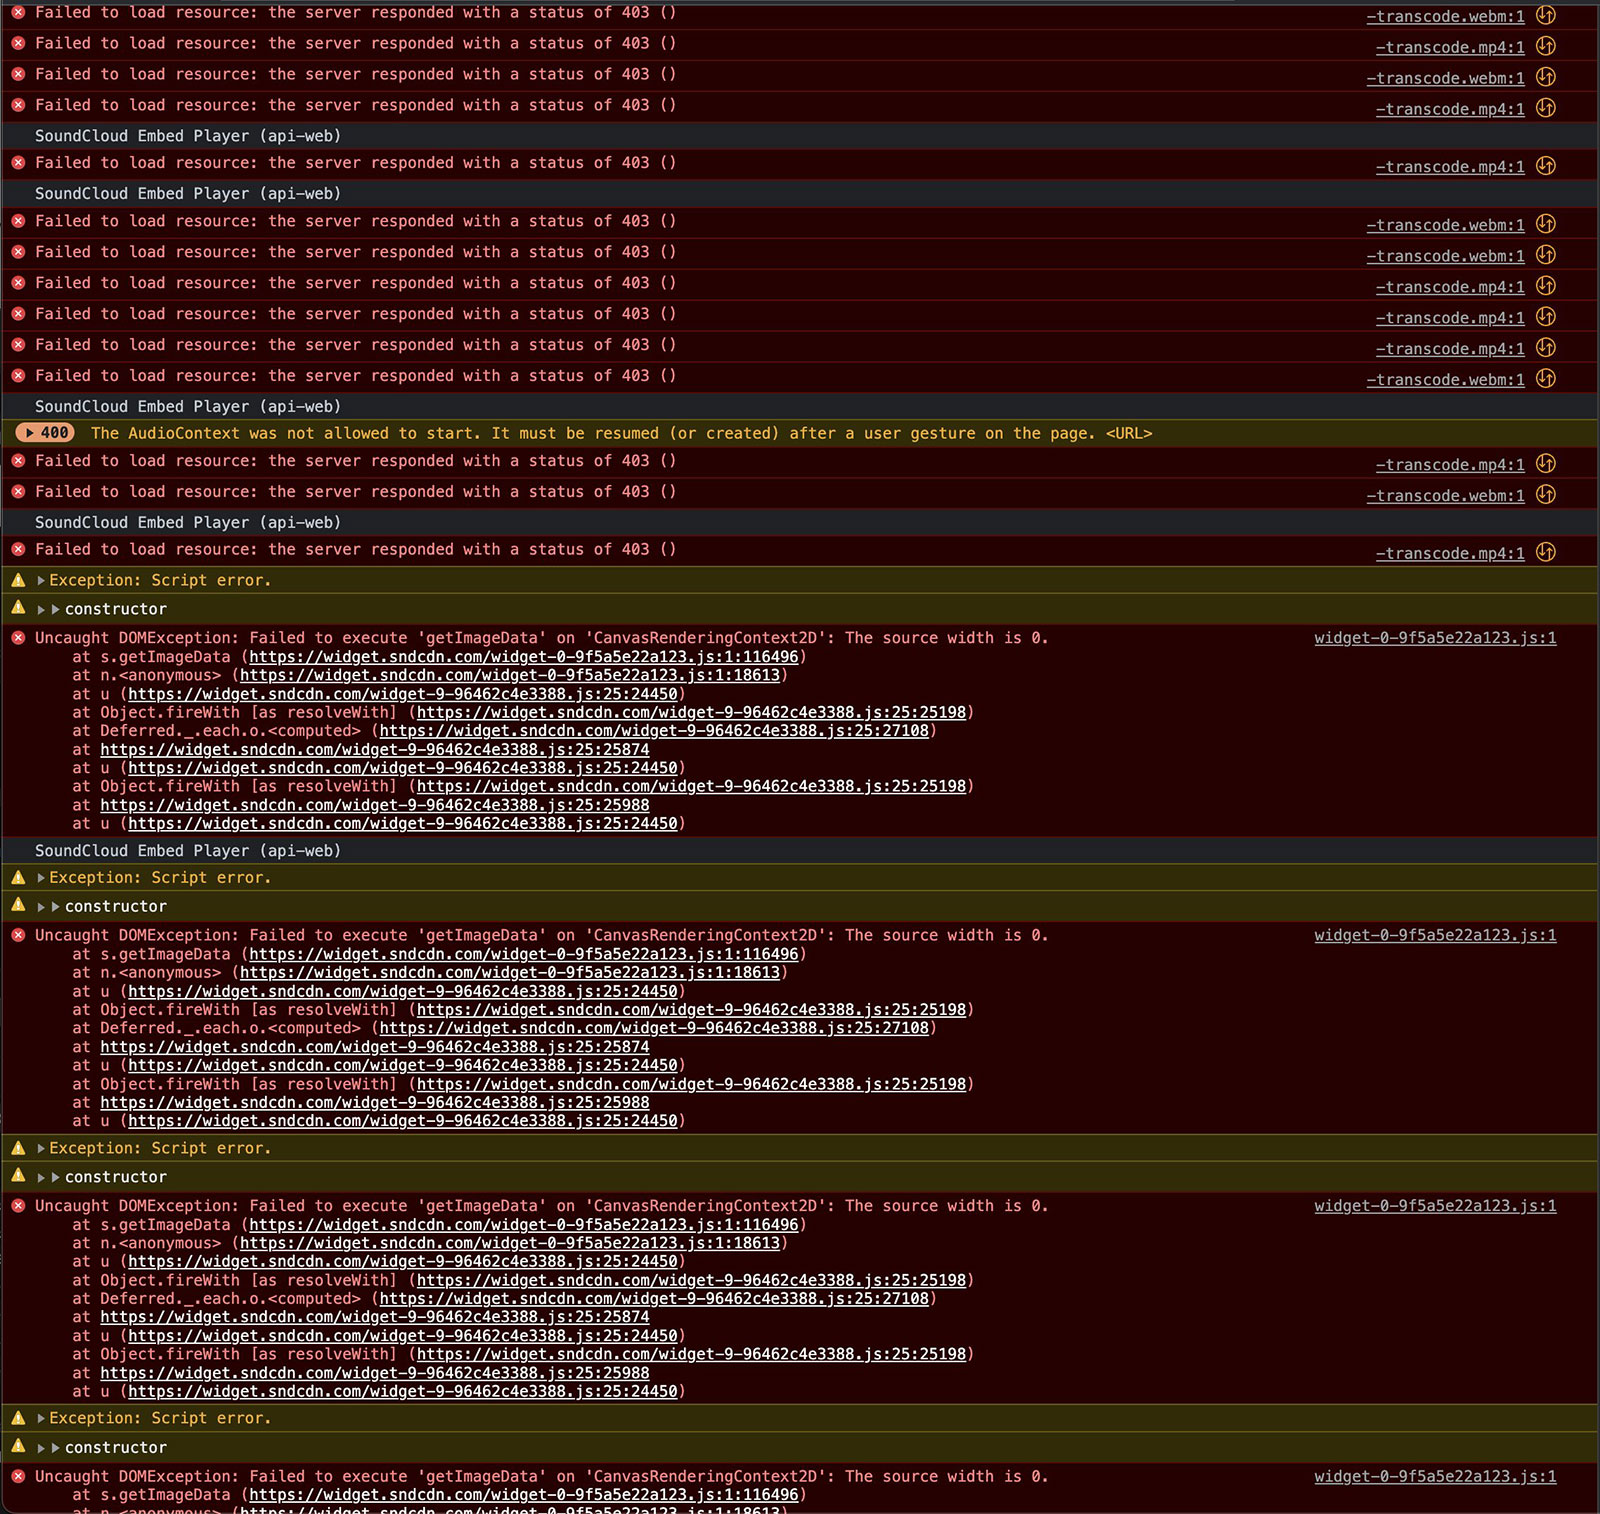 Failed to load resource: the server responded with a status of 403 () –transcode.webm:1
Failed to load resource: the server responded with a status of 403 () –transcode.mp4:1
Failed to load resource: the server responded with a status of 403 () –transcode.webm:1
Failed to load resource: the server responded with a status of 403 () –transcode.mp4:1
SoundCloud Embed Player (api-web)
Failed to load resource: the server responded with a status of 403 () –transcode.mp4:1
SoundCloud Embed Player (api-web)
Failed to load resource: the server responded with a status of 403 () –transcode.webm:1
Failed to load resource: the server responded with a status of 403 () –transcode.webm:1
Failed to load resource: the server responded with a status of 403 () –transcode.mp4:1
Failed to load resource: the server responded with a status of 403 () –transcode.mp4:1
Failed to load resource: the server responded with a status of 403 () –transcode.mp4:1
Failed to load resource: the server responded with a status of 403 () –transcode.webm:1
SoundCloud Embed Player (api-web)
400 The AudioContext was not allowed to start. It must be resumed (or created) after a user gesture on the page. <URL>
Failed to load resource: the server responded with a status of 403 () –transcode.mp4:1
Failed to load resource: the server responded with a status of 403 () –transcode.webm:1
SoundCloud Embed Player (api-web)
Failed to load resource: the server responded with a status of 403 () –transcode.mp4:1
Exception: Script error.
constructor
Uncaught DOMException: Failed to execute 'getImageData' on 'CanvasRenderingContext2D': The source width is 0. widget-0-9f5a5e22a123.js:1
at s.getImageData (https://widget.sndcdn.com/widget-0-9f5a5e22a123.js:1:116496)
at n.<anonymous> (https://widget.sndcdn.com/widget-0-9f5a5e22a123.js:1:18613)
at u (https://widget.sndcdn.com/widget-9-96462c4e3388.js:25:24450)
at Object.fireWith [as resolveWith] (https://widget.sndcdn.com/widget-9-96462c4e3388.js:25:25198)
at Deferred._.each.o.<computed> (https://widget.sndcdn.com/widget-9-96462c4e3388.js:25:27108)
at https://widget.sndcdn.com/widget-9-96462c4e3388.js:25:25874
at u (https://widget.sndcdn.com/widget-9-96462c4e3388.js:25:24450)
at Object.fireWith [as resolveWith] (https://widget.sndcdn.com/widget-9-96462c4e3388.js:25:25198)
at https://widget.sndcdn.com/widget-9-96462c4e3388.js:25:25988
at u (https://widget.sndcdn.com/widget-9-96462c4e3388.js:25:24450)
SoundCloud Embed Player (api-web)
Exception: Script error.
constructor
Uncaught DOMException: Failed to execute 'getImageData' on 'CanvasRenderingContext2D': The source width is 0. widget-0-9f5a5e22a123.js:1
at s.getImageData (https://widget.sndcdn.com/widget-0-9f5a5e22a123.js:1:116496)
at n.<anonymous> (https://widget.sndcdn.com/widget-0-9f5a5e22a123.js:1:18613)
at u (https://widget.sndcdn.com/widget-9-96462c4e3388.js:25:24450)
at Object.fireWith [as resolveWith] (https://widget.sndcdn.com/widget-9-96462c4e3388.js:25:25198)
at Deferred._.each.o.<computed> (https://widget.sndcdn.com/widget-9-96462c4e3388.js:25:27108)
at https://widget.sndcdn.com/widget-9-96462c4e3388.js:25:25874
at u (https://widget.sndcdn.com/widget-9-96462c4e3388.js:25:24450)
at Object.fireWith [as resolveWith] (https://widget.sndcdn.com/widget-9-96462c4e3388.js:25:25198)
at https://widget.sndcdn.com/widget-9-96462c4e3388.js:25:25988
at u (https://widget.sndcdn.com/widget-9-96462c4e3388.js:25:24450)
Exception: Script error.
constructor
Uncaught DOMException: Failed to execute 'getImageData' on 'CanvasRenderingContext2D': The source width is 0. widget-0-9f5a5e22a123.js:1
at s.getImageData (https://widget.sndcdn.com/widget-0-9f5a5e22a123.js:1:116496)
at n.<anonymous> (https://widget.sndcdn.com/widget-0-9f5a5e22a123.js:1:18613)
at u (https://widget.sndcdn.com/widget-9-96462c4e3388.js:25:24450)
at Object.fireWith [as resolveWith] (https://widget.sndcdn.com/widget-9-96462c4e3388.js:25:25198)
at Deferred._.each.o.<computed> (https://widget.sndcdn.com/widget-9-96462c4e3388.js:25:27108)
at https://widget.sndcdn.com/widget-9-96462c4e3388.js:25:25874
at u (https://widget.sndcdn.com/widget-9-96462c4e3388.js:25:24450)
at Object.fireWith [as resolveWith] (https://widget.sndcdn.com/widget-9-96462c4e3388.js:25:25198)
at https://widget.sndcdn.com/widget-9-96462c4e3388.js:25:25988
at u (https://widget.sndcdn.com/widget-9-96462c4e3388.js:25:24450)
Exception: Script error.
constructor
Uncaught DOMException: Failed to execute 'getImageData' on 'CanvasRenderingContext2D': The source width is 0. widget-0-9f5a5e22a123.js:1
at s.getImageData (https://widget.sndcdn.com/widget-0-9f5a5e22a123.js:1:116496)
at n.<anonymous> (https://widget.sndcdn.com/widget-0-9f5a5e22a123.js:1:18613)